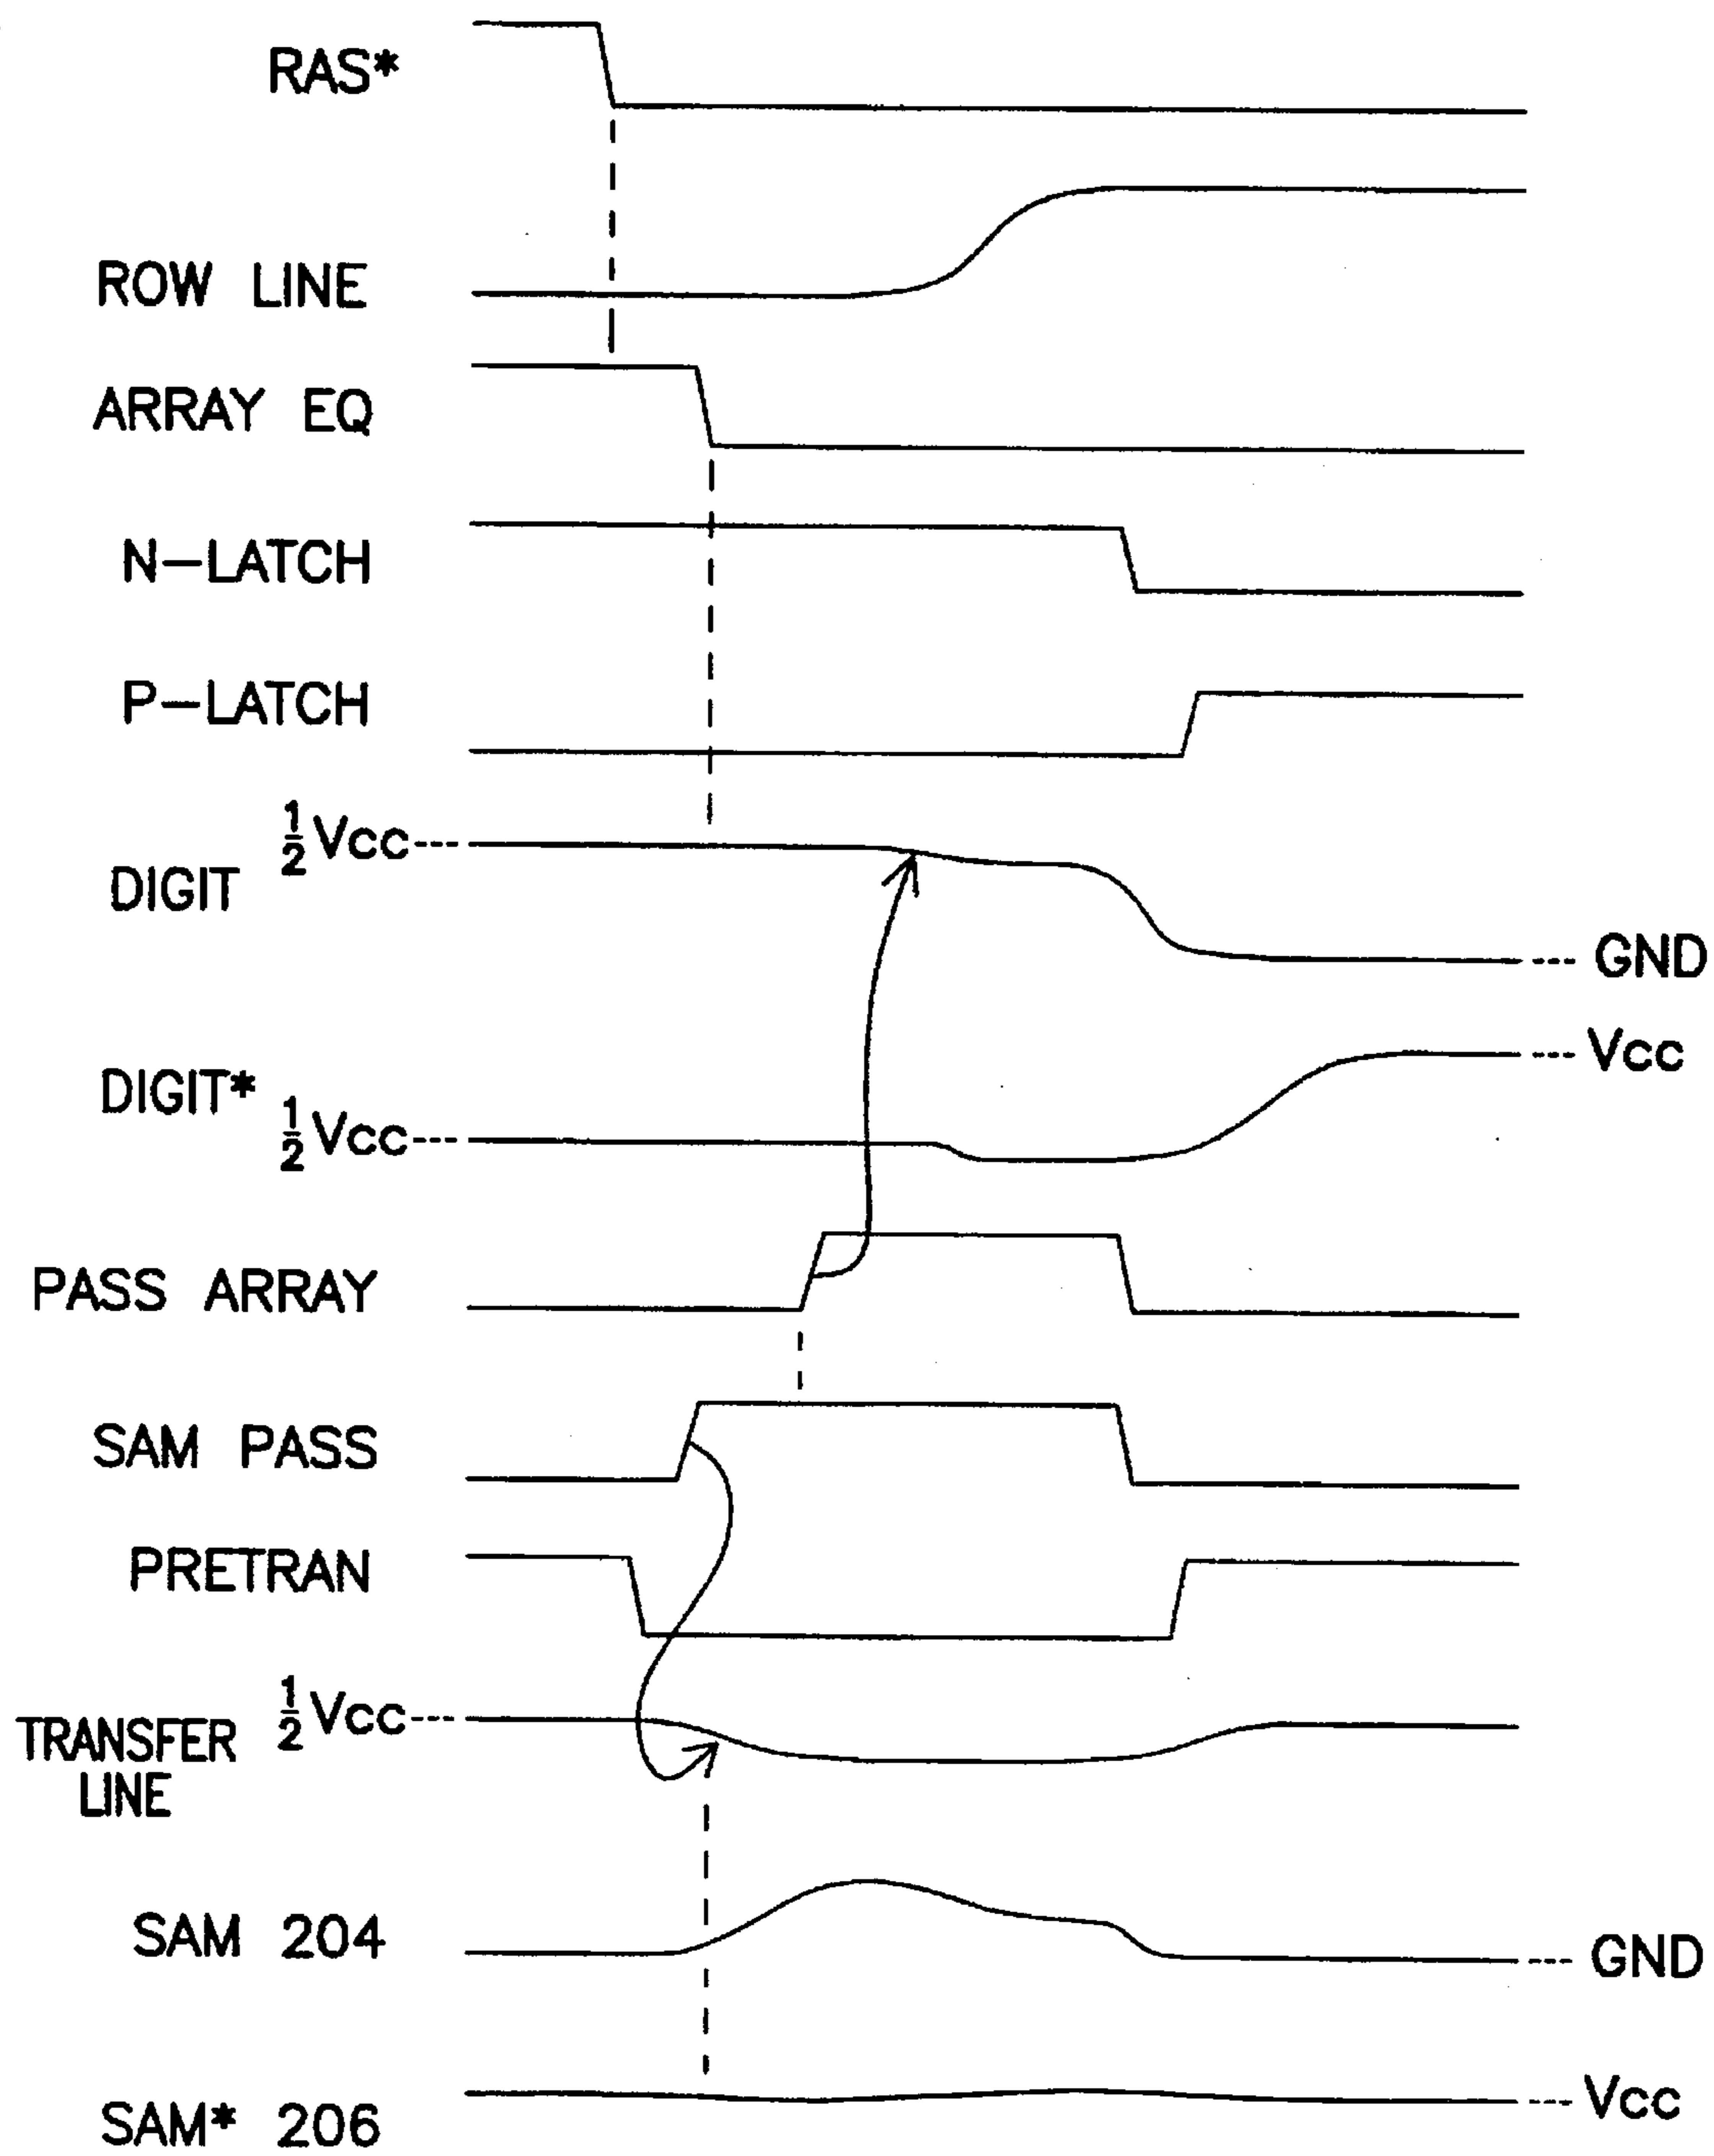 RAS*
ROW LINE
ARRAY EQ
N-LATCH
P-LATCH
½Vcc
DIGIT
GND
Vcc
DIGIT*
½Vcc
PASS ARRAY
SAM PASS
PRETRAN
½Vcc
TRANSFER
LINE
SAM 204
GND
SAM* 206
Vcc